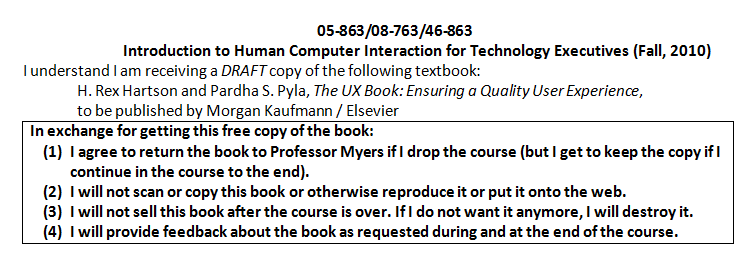 05-863/08-763/46-863
Introduction to Human Computer Interaction for Technology Executives (Fall, 2010)
I understand I am receiving a DRAFT copy of the following textbook:
H. Rex Hartson and Pardha S. Pyla, The UX Book: Ensuring a Quality User Experience,
to be published by Morgan Kaufmann / Elsevier
In exchange for getting this free copy of the book:
(1) I agree to return the book to Professor Myers if I drop the course (but I get to keep the copy if I
continue in the course to the end).
(2) I will not scan or copy this book or otherwise reproduce it or put it onto the web.
(3) I will not sell this book after the course is over. If I do not want it anymore, I will destroy it.
(4) I will provide feedback about the book as requested during and at the end of the course.